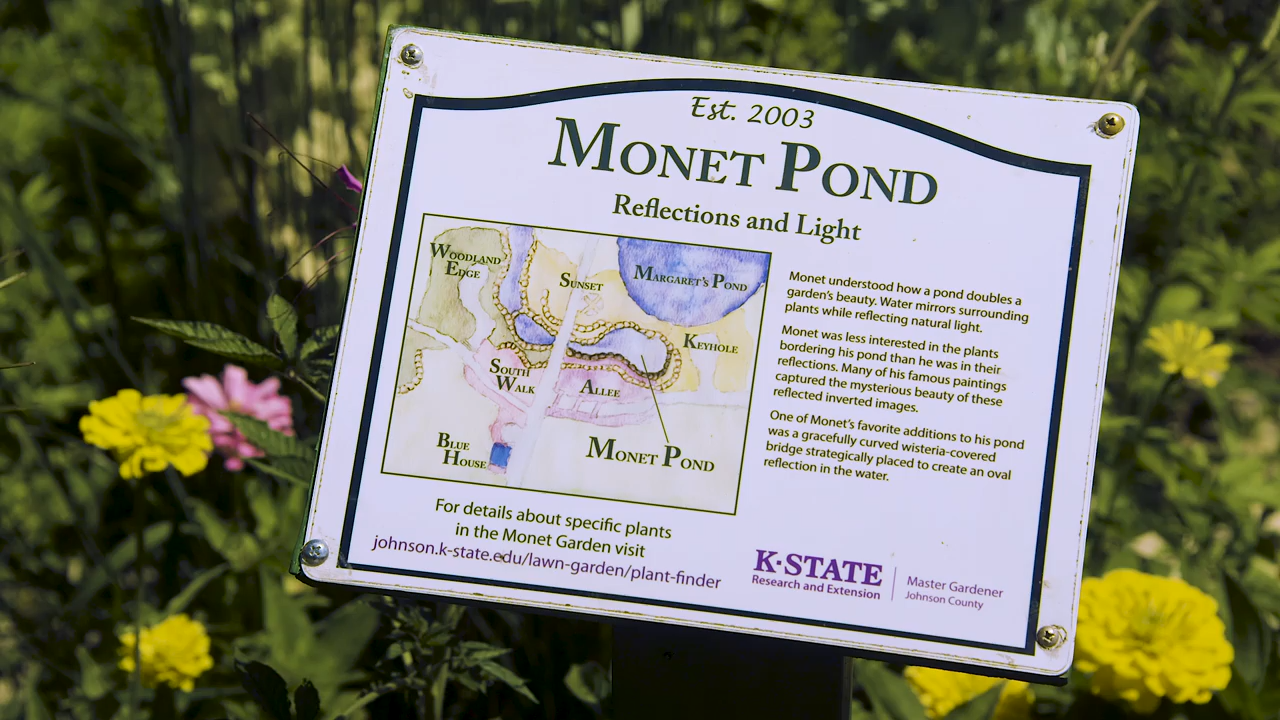 Est. 2003
Monet Pond
Reflections and Light
Woodland
Edge
Sunset
Margaret's Pond
Keyhole
South
Walk
Allee
Blue
House
Monet Pond
Monet understood how a pond doubles a
garden's beauty. Water mirrors surrounding
plants while reflecting natural light.
Monet was less interested in the plants
bordering his pond than he was in their
reflections. Many of his famous paintings
captured the mysterious beauty of these
reflected inverted images.
One of Monet's favorite additions to his pond
was a gracefully curved wisteria-covered
bridge strategically placed to create an oval
reflection in the water.
For details about specific plants
in the Monet Garden visit
johnson.k-state.edu/lawn-garden/plant-finder
K-STATE
Research and Extension
Master Gardener
Johnson County